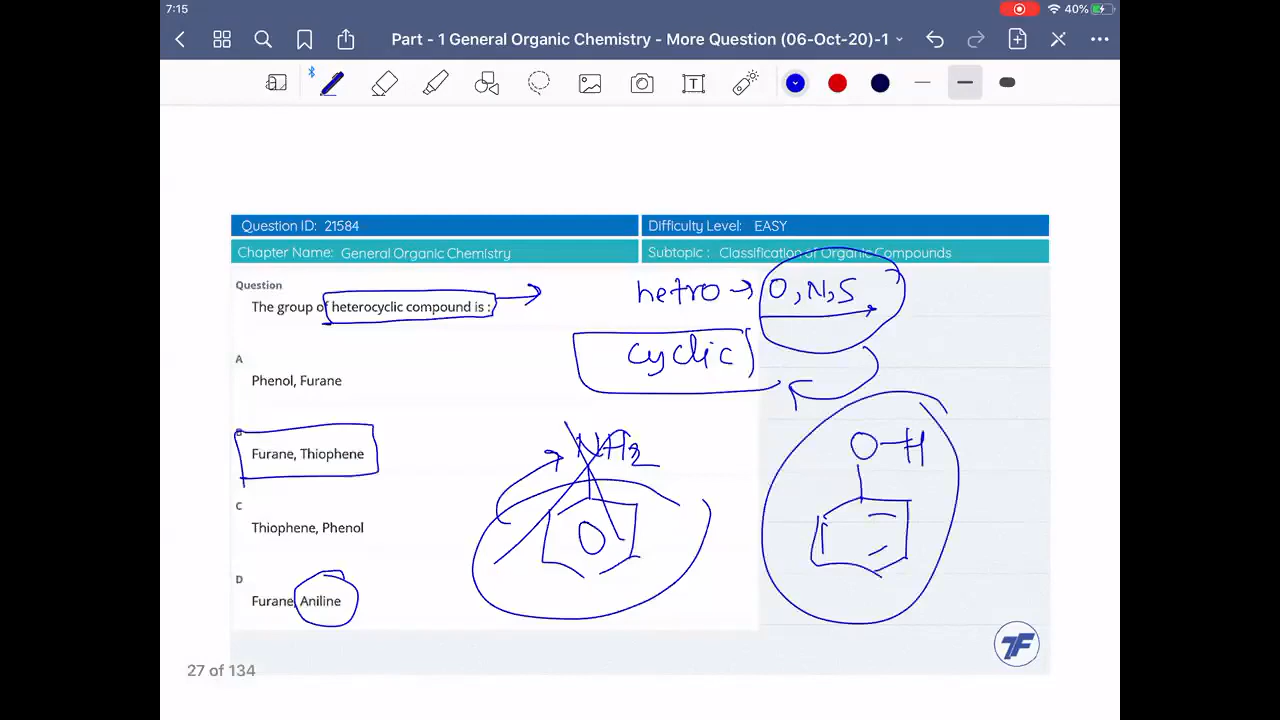 7:15
40%
Part - 1 General Organic Chemistry - More Question (06-Oct-20)-1
Question ID: 21584
Difficulty Level: EASY
Chapter Name: General Organic Chemistry
Subtopic : Classification of Organic Compounds
Question
The group of heterocyclic compound is :
hetro → O, N, S
cyclic
A
Phenol, Furane
B
Furane, Thiophene
NH2
O-H
C
Thiophene, Phenol
D
Furane, Aniline
7F
27 of 134